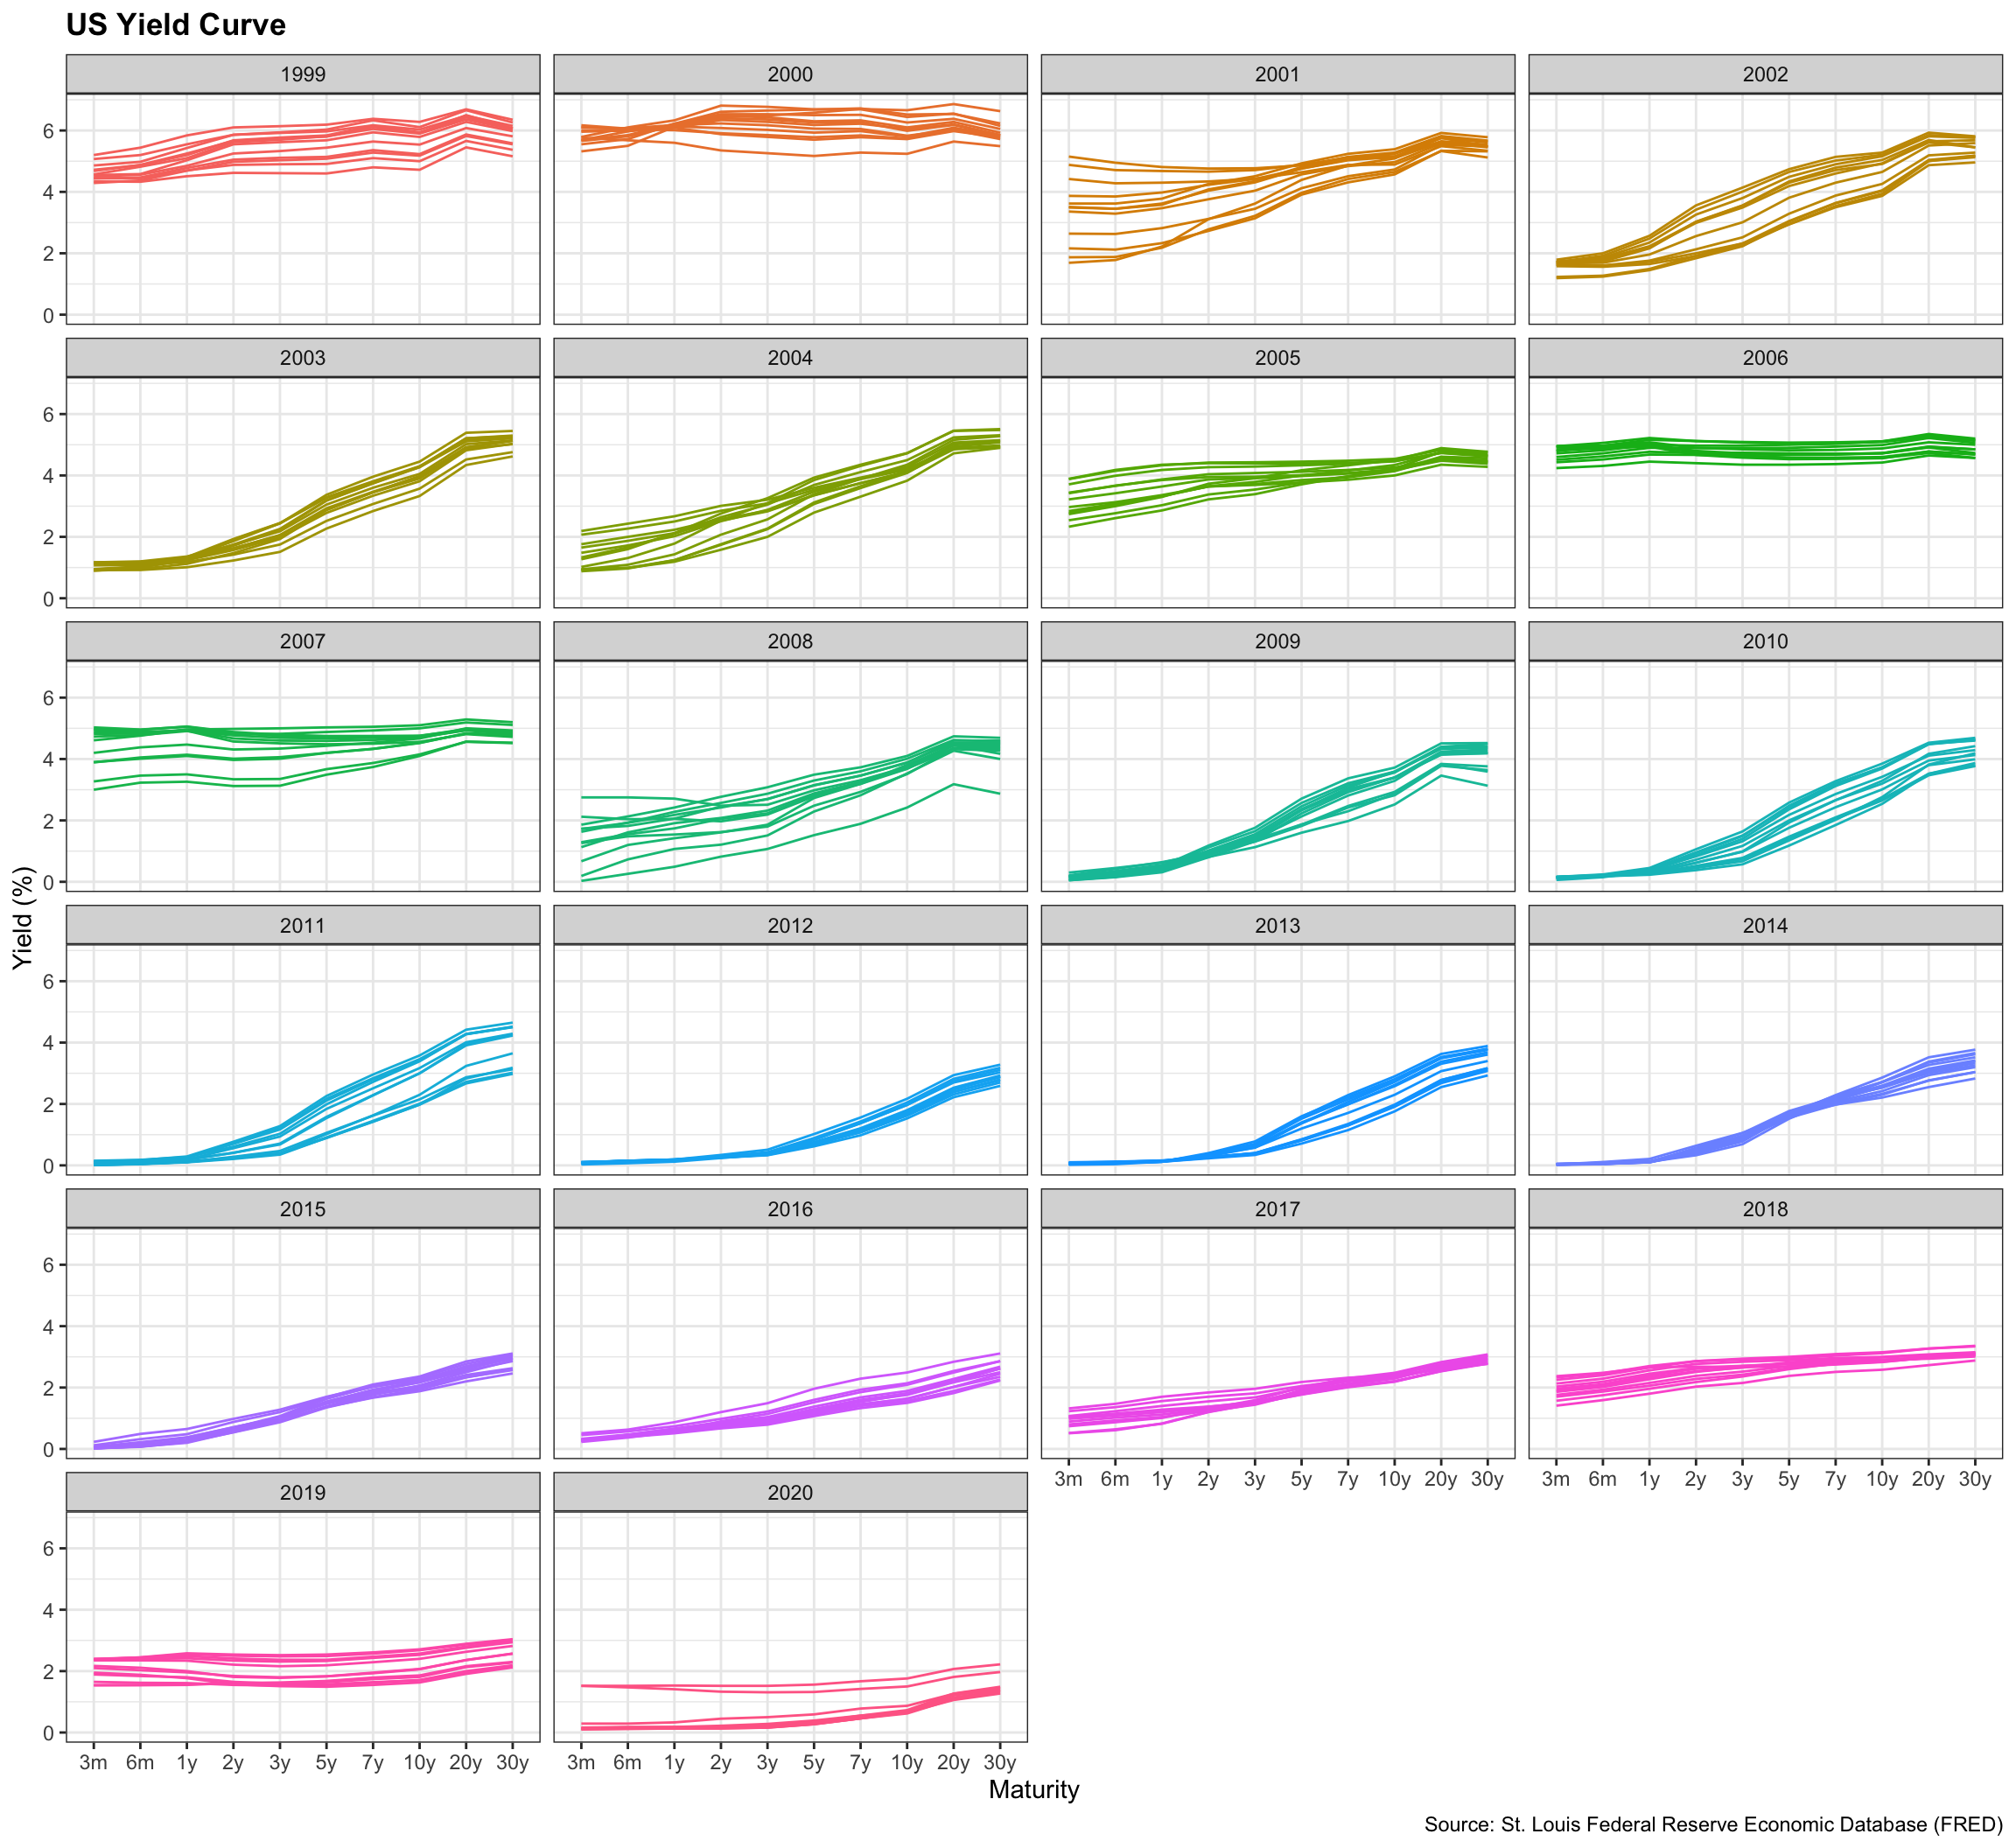 US Yield Curve
1999 2000 2001 2002
6
4
2
0
2003 2004 2005 2006
6
4
2
0
2007 2008 2009 2010
6
4
2
0
Yield (%)
2011 2012 2013 2014
6
4
2
0
2015 2016 2017 2018
6
4
2
0
3m 6m 1y 2y 3y 5y 7y 10y 20y 30y 3m 6m 1y 2y 3y 5y 7y 10y 20y 30y
2019 2020
6
4
2
0
3m 6m 1y 2y 3y 5y 7y 10y 20y 30y 3m 6m 1y 2y 3y 5y 7y 10y 20y 30y
Maturity
Source: St. Louis Federal Reserve Economic Database (FRED)